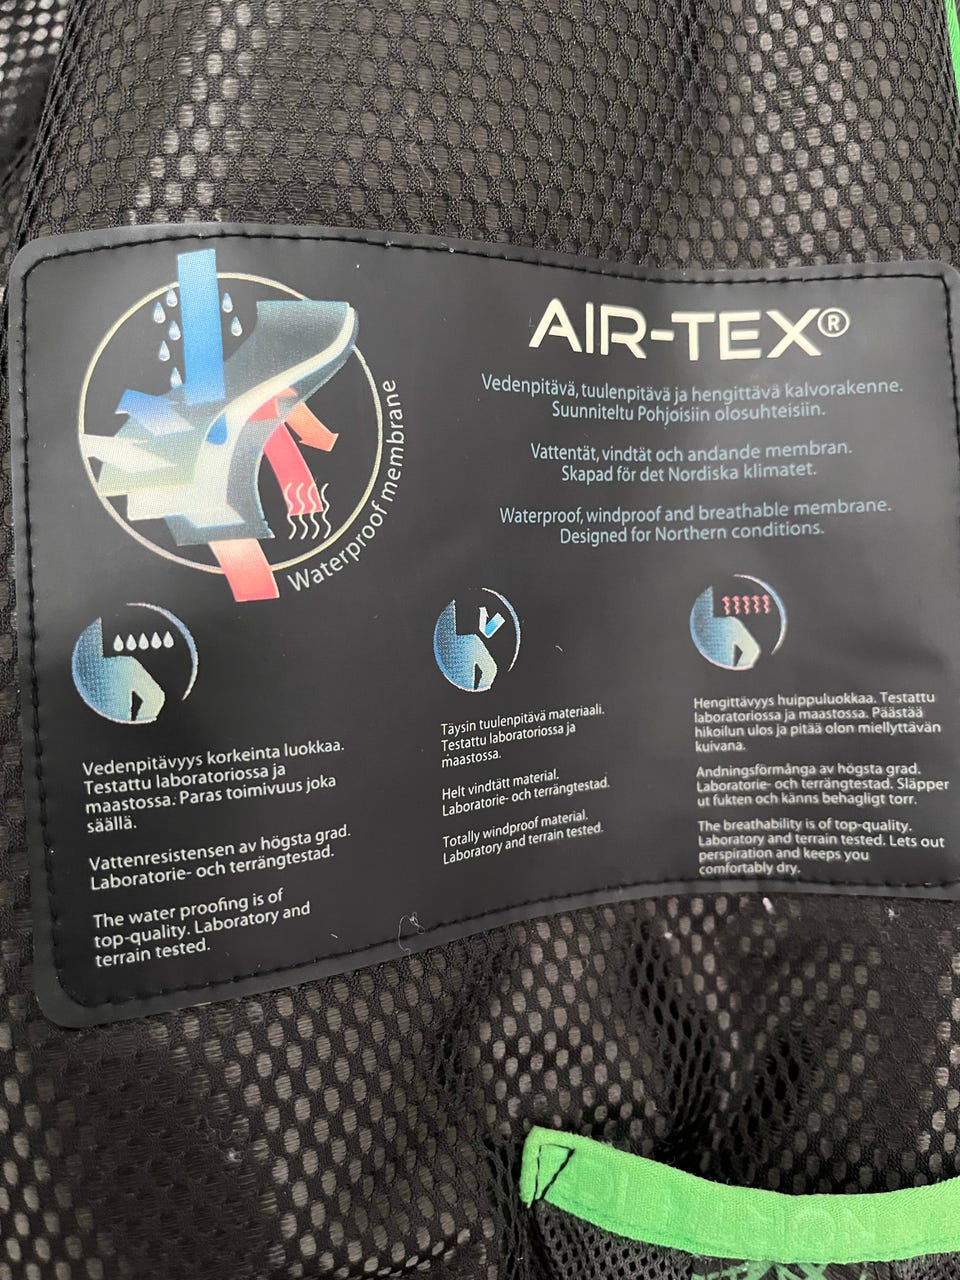 AIR-TEX®
Vedenpitävä, tuulenpitävä ja hengittävä kalvorakenne.
Suunniteltu Pohjoisiin olosuhteisiin.
Vattentät, vindtät och andande membran.
Skapad för det Nordiska klimatet.
Waterproof, windproof and breathable membrane.
Designed for Northern conditions.
Waterproof membrane
Vedenpitävyys korkeinta luokkaa.
Testattu laboratoriossa ja
maastossa. Paras toimivuus joka
säällä.
Vattenresistensen av högsta grad.
Laboratorie- och terrängtestad.
The water proofing is of
top-quality. Laboratory and
terrain tested.
Täysin tuulenpitävä materiaali.
Testattu laboratoriossa ja
maastossa.
Helt vindtätt material.
Laboratorie- och terrängtestad.
Totally windproof material.
Laboratory and terrain tested.
Hengittävyys huippuluokkaa. Testattu
laboratoriossa ja maastossa. Päästää
hikoilun ulos ja pitää olon miellyttävän
kuivana.
Andningsförmånga av högsta grad.
Laboratorie- och terrängtestad. Släpper
ut fukten och känns behagligt torr.
The breathability is of top-quality.
Laboratory and terrain tested. Lets out
perspiration and keeps you
comfortably dry.